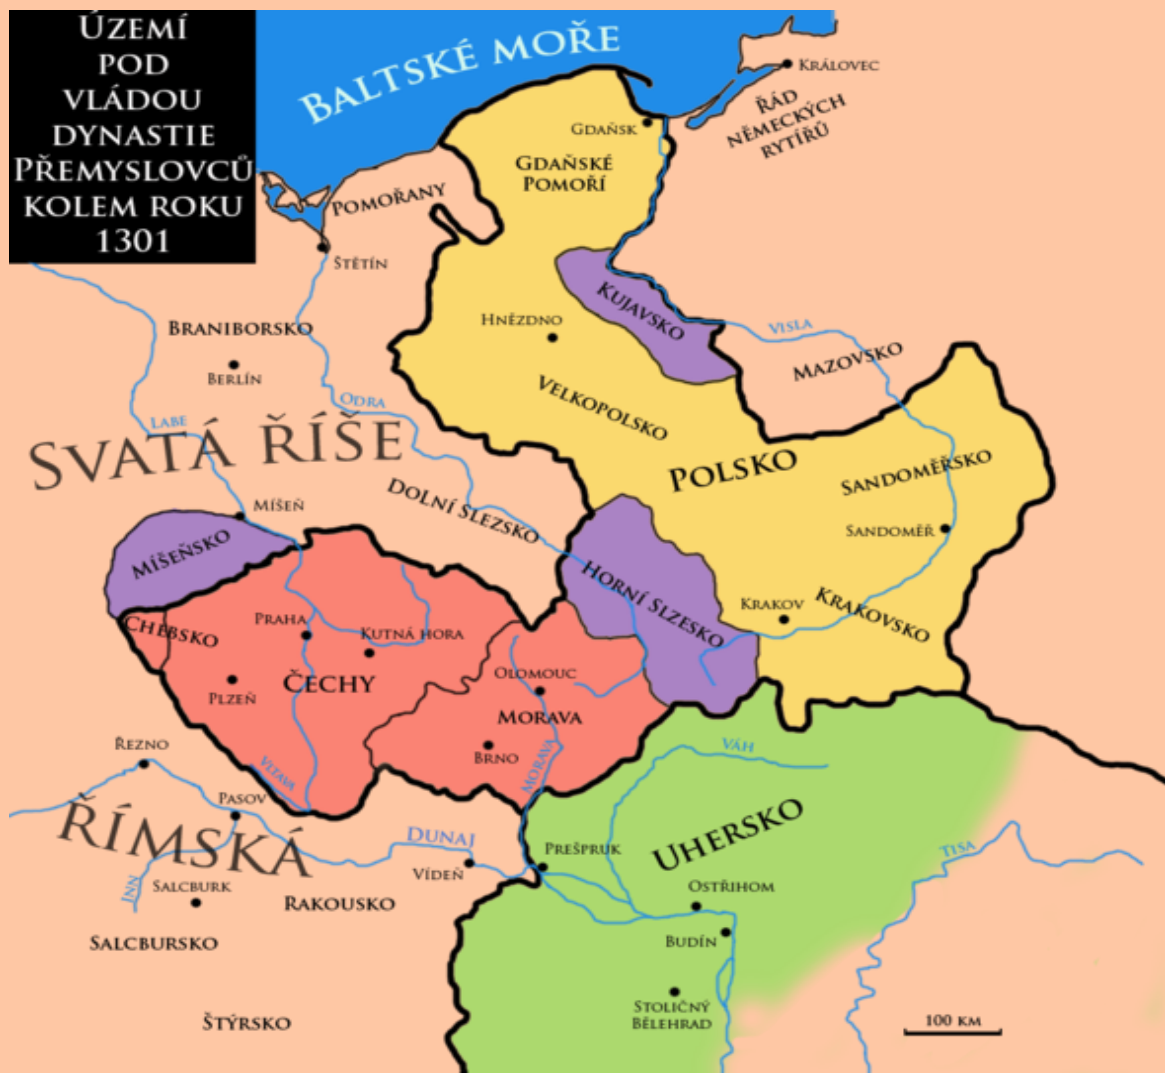 Území
pod
vládou
dynastie
Přemyslovců
kolem roku
1301
Baltské moře
Královec
Řád
německých
rytířů
Gdaňsk
Gdaňské
Pomoří
Pomořany
Štětín
Kujavsko
Hnězdno
Visla
Braniborsko
Mazovsko
Berlín
Velkopolsko
Odra
Labe
Svatá říše
Polsko
Sandoměřsko
Dolní Slezsko
Míšeň
Sandoměř
Míšeňsko
Horní Slzesko
Krakov
Krakovsko
Chebsko
Praha
Kutná Hora
Olomouc
Čechy
Plzeň
Morava
Brno
Morava
Váh
Řezno
Vltava
Pasov
Římská
Dunaj
Uhersko
Prešpruk
Tisa
Vídeň
Inn
Salcburk
Ostřihom
Rakousko
Salcbursko
Budín
Stoličný
Bělehrad
Štýrsko
100 km